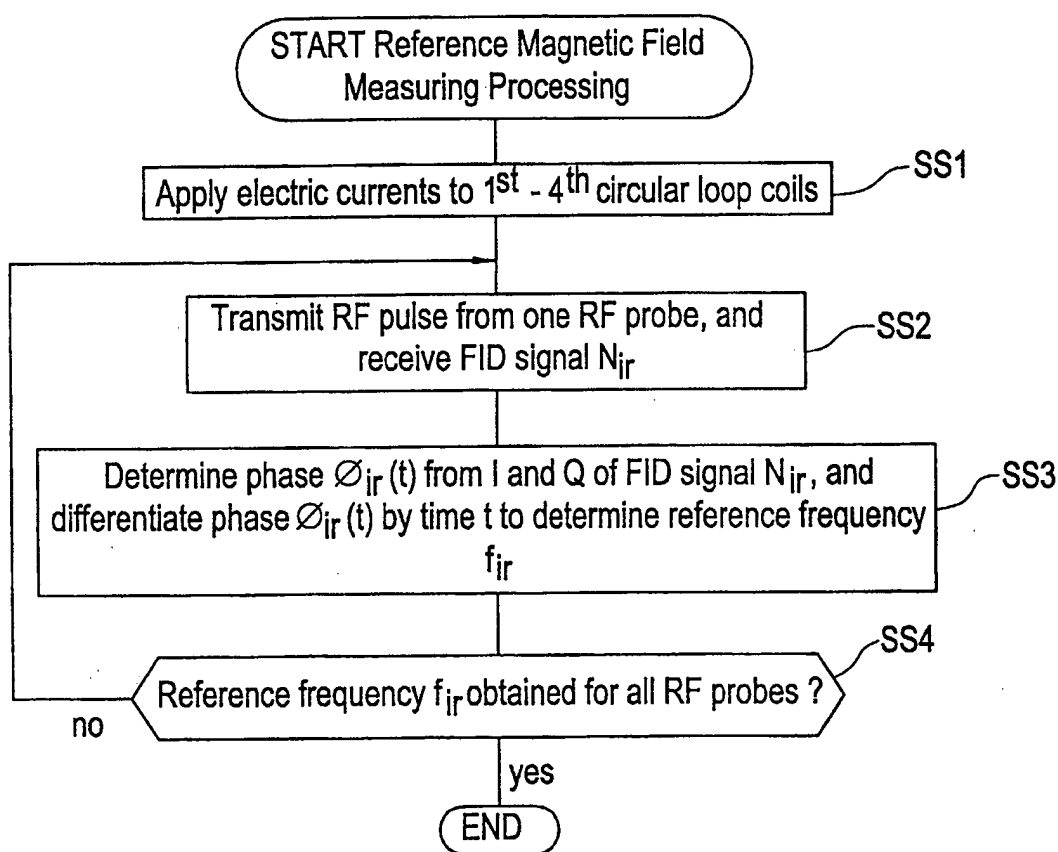 START Reference Magnetic Field
Measuring Processing
SS1
Apply electric currents to 1st - 4th circular loop coils
Transmit RF pulse from one RF probe, and
receive FID signal Nir
SS2
Determine phase Øir (t) from I and Q of FID signal Nir, and
differentiate phase Øir (t) by time t to determine reference frequency
fir
SS3
SS4
Reference frequency fir obtained for all RF probes ?
no
yes
END